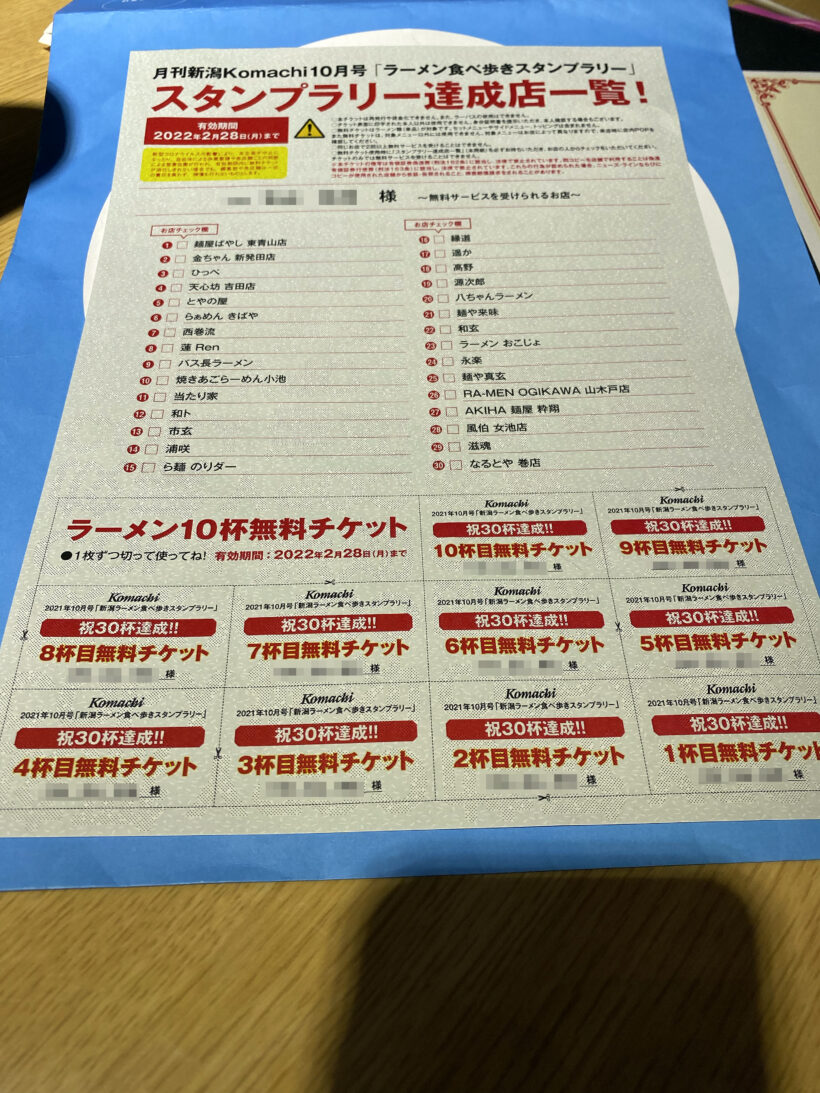 月刊新潟Komachi10月号「ラーメン食べ歩きスタンプラリー」
スタンプラリー達成店一覧!
有効期間
2022年2月28日(月)まで
様
〜無料サービスを受けられるお店〜
お店チェック欄
1 麺屋ばやし 東青山店
2 金ちゃん 新発田店
3 ひっぺ
4 天心坊 吉田店
5 とやの屋
6 らぁめん きばや
7 西巻流
8 蓮 Ren
9 バス長ラーメン
10 焼きあごらーめん小池
11 当たり家
12 和ト
13 市玄
14 浦咲
15 ら麺 のりダー
お店チェック欄
16 縁道
17 遥か
18 高野
19 源次郎
20 八ちゃんラーメン
21 麺や来味
22 和玄
23 ラーメン おこじょ
24 永楽
25 麺や真玄
26 RA-MEN OGIKAWA 山木戸店
27 AKIHA 麺屋 粋翔
28 風伯 女池店
29 滋魂
30 なるとや 巻店
ラーメン10杯無料チケット
●1枚ずつ切って使ってね! 有効期間:2022年2月28日(月)まで
Komachi
2021年10月号「新潟ラーメン食べ歩きスタンプラリー」
祝30杯達成!!
10杯目無料チケット
様
Komachi
2021年10月号「新潟ラーメン食べ歩きスタンプラリー」
祝30杯達成!!
9杯目無料チケット
様
Komachi
2021年10月号「新潟ラーメン食べ歩きスタンプラリー」
祝30杯達成!!
8杯目無料チケット
様
Komachi
2021年10月号「新潟ラーメン食べ歩きスタンプラリー」
祝30杯達成!!
7杯目無料チケット
様
Komachi
2021年10月号「新潟ラーメン食べ歩きスタンプラリー」
祝30杯達成!!
6杯目無料チケット
様
Komachi
2021年10月号「新潟ラーメン食べ歩きスタンプラリー」
祝30杯達成!!
5杯目無料チケット
様
Komachi
2021年10月号「新潟ラーメン食べ歩きスタンプラリー」
祝30杯達成!!
4杯目無料チケット
様
Komachi
2021年10月号「新潟ラーメン食べ歩きスタンプラリー」
祝30杯達成!!
3杯目無料チケット
様
Komachi
2021年10月号「新潟ラーメン食べ歩きスタンプラリー」
祝30杯達成!!
2杯目無料チケット
様
Komachi
2021年10月号「新潟ラーメン食べ歩きスタンプラリー」
祝30杯達成!!
1杯目無料チケット
様